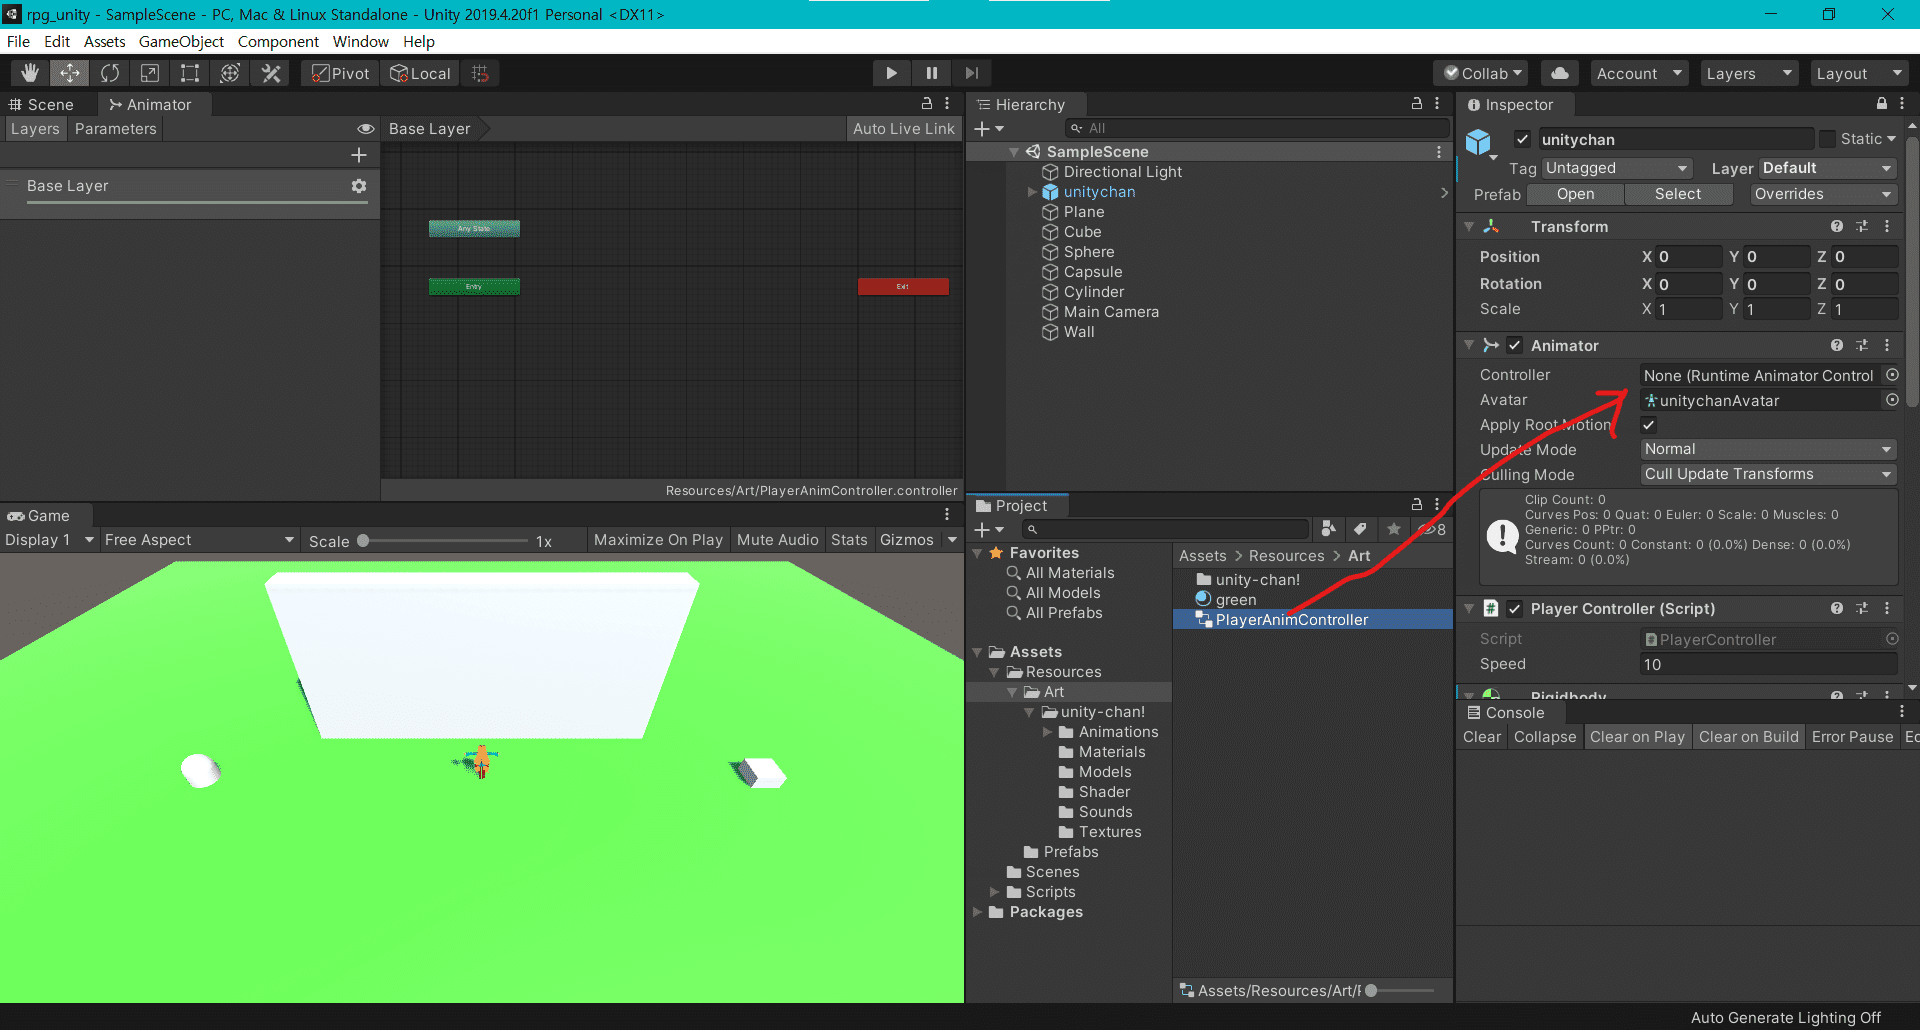 rpg_unity - SampleScene - PC, Mac & Linux Standalone - Unity 2019.4.20f1 Personal <DX11>
File Edit Assets GameObject Component Window Help
Pivot Local Collab Account Layers Layout
Scene Animator
Layers Parameters Base Layer Auto Live Link
Base Layer
Any State
Entry
Exit
Resources/Art/PlayerAnimController.controller
Game
Display 1 Free Aspect Scale 1x Maximize On Play Mute Audio Stats Gizmos
Hierarchy
All
SampleScene
Directional Light
unitychan
Plane
Cube
Sphere
Capsule
Cylinder
Main Camera
Wall
Project
8
Favorites
All Materials
All Models
All Prefabs
Assets
Resources
Art
unity-chan!
Animations
Materials
Models
Shader
Sounds
Textures
Prefabs
Scenes
Scripts
Packages
Assets > Resources > Art
unity-chan!
green
PlayerAnimController
Assets/Resources/Art/
Inspector
unitychan Static
Tag Untagged Layer Default
Prefab Open Select Overrides
Transform
Position X 0 Y 0 Z 0
Rotation X 0 Y 0 Z 0
Scale X 1 Y 1 Z 1
Animator
Controller None (Runtime Animator Control
Avatar unitychanAvatar
Apply Root Motion
Update Mode Normal
Culling Mode Cull Update Transforms
Clip Count: 0
Curves Pos: 0 Quat: 0 Euler: 0 Scale: 0 Muscles: 0
Generic: 0 PPtr: 0
Curves Count: 0 Constant: 0 (0.0%) Dense: 0 (0.0%)
Stream: 0 (0.0%)
# Player Controller (Script)
Script # PlayerController
Speed 10
Rigidbody
Console
Clear Collapse Clear on Play Clear on Build Error Pause Ed
Auto Generate Lighting Off